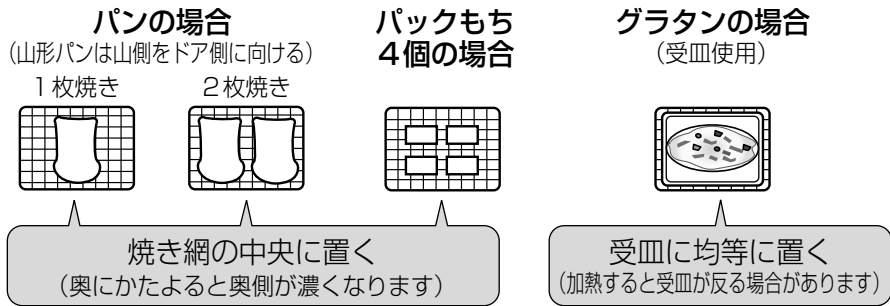 パンの場合
（山形パンは山側をドア側に向ける）
1枚焼き
2枚焼き
パックもち
4個の場合
グラタンの場合
（受皿使用）
焼き網の中央に置く
（奥にかたよると奥側が濃くなります）
受皿に均等に置く
（加熱すると受皿が反る場合があります）